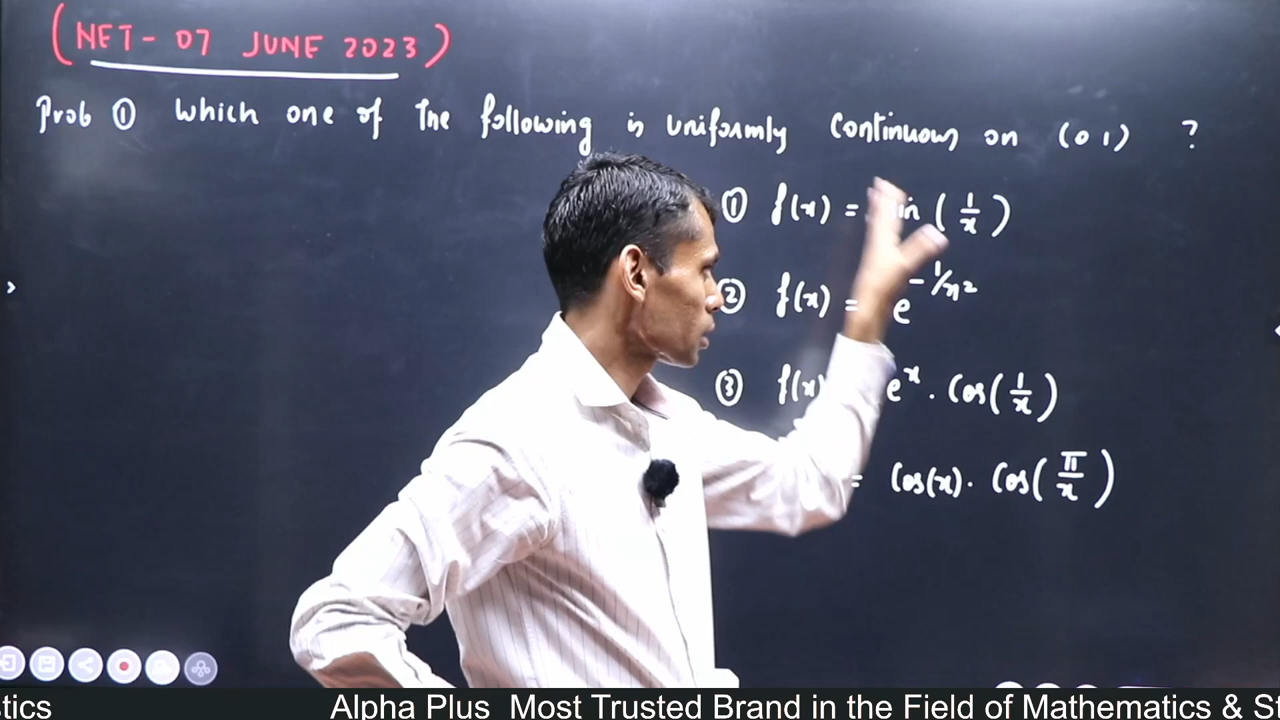 (NET - 07 JUNE 2023)
Prob ① Which one of the following is uniformly continuous on (0 1) ?
① f(x) = in (1/x)
② f(x) = e^-1/x²
③ f(x) e^x . Cos(1/x)
= Cos(x). Cos(π/x)
tics Alpha Plus Most Trusted Brand in the Field of Mathematics & S